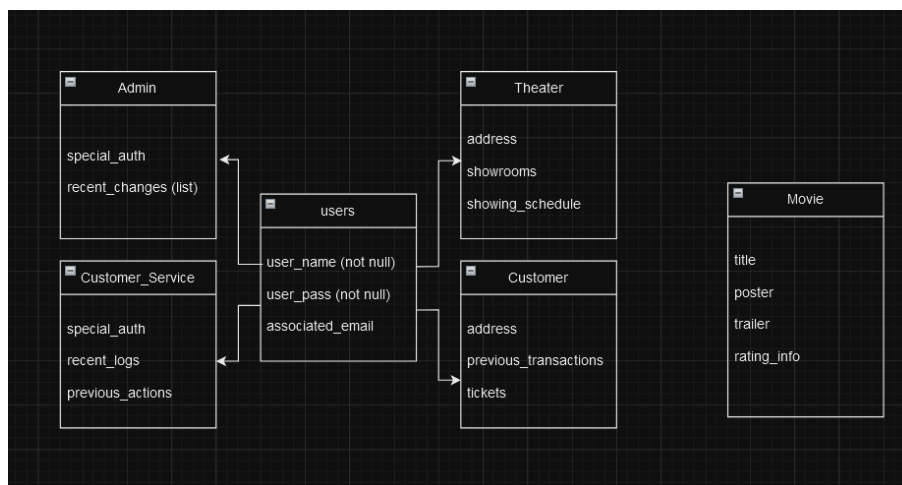 Admin
special_auth
recent_changes (list)
Customer_Service
special_auth
recent_logs
previous_actions
users
user_name (not null)
user_pass (not null)
associated_email
Theater
address
showrooms
showing_schedule
Customer
address
previous_transactions
tickets
Movie
title
poster
trailer
rating_info